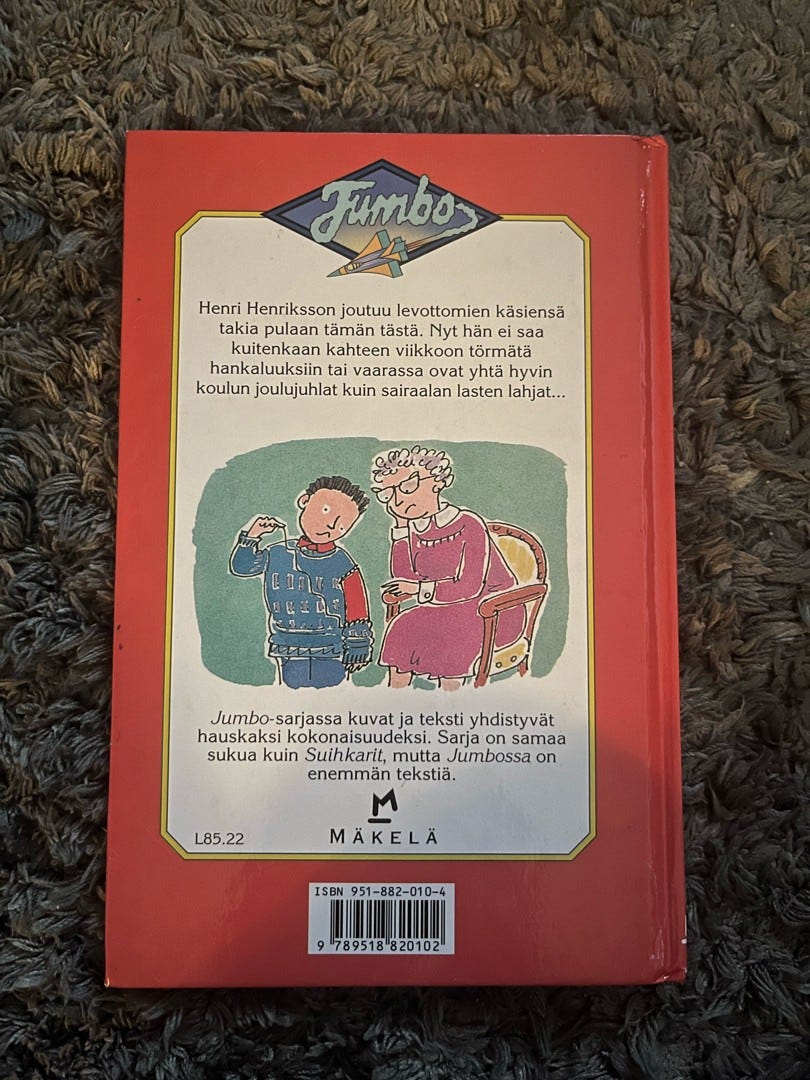 Jumbo
Henri Henriksson joutuu levottomien käsiensä
takia pulaan tämän tästä. Nyt hän ei saa
kuitenkaan kahteen viikkoon törmätä
hankaluuksiin tai vaarassa ovat yhtä hyvin
koulun joulujuhlat kuin sairaalan lasten lahjat...
Jumbo-sarjassa kuvat ja teksti yhdistyvät
hauskaksi kokonaisuudeksi. Sarja on samaa
sukua kuin Suihkarit, mutta Jumbossa on
enemmän tekstiä.
M
L85.22
MÄKELÄ
ISBN 951-882-010-4
9 789518 820102